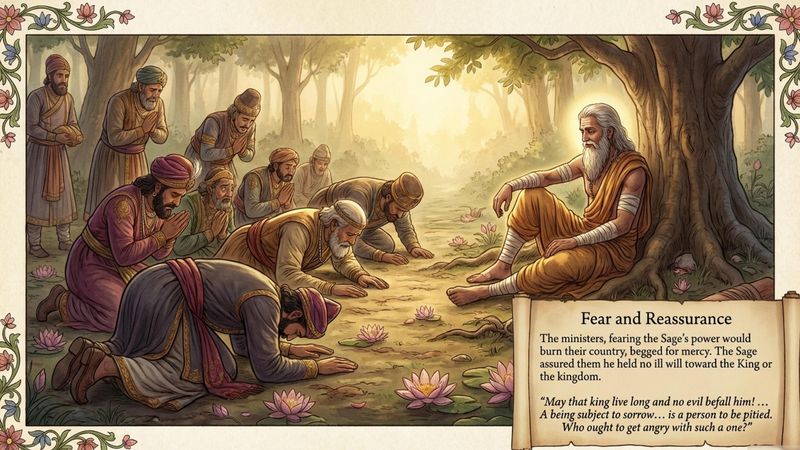 Fear and Reassurance
The ministers, fearing the Sage's power would
burn their country, begged for mercy. The Sage
assured them he held no ill will toward the King or
the kingdom.
“May that king live long and no evil befall him! …
A being subject to sorrow… is a person to be pitied.
Who ought to get angry with such a one?”